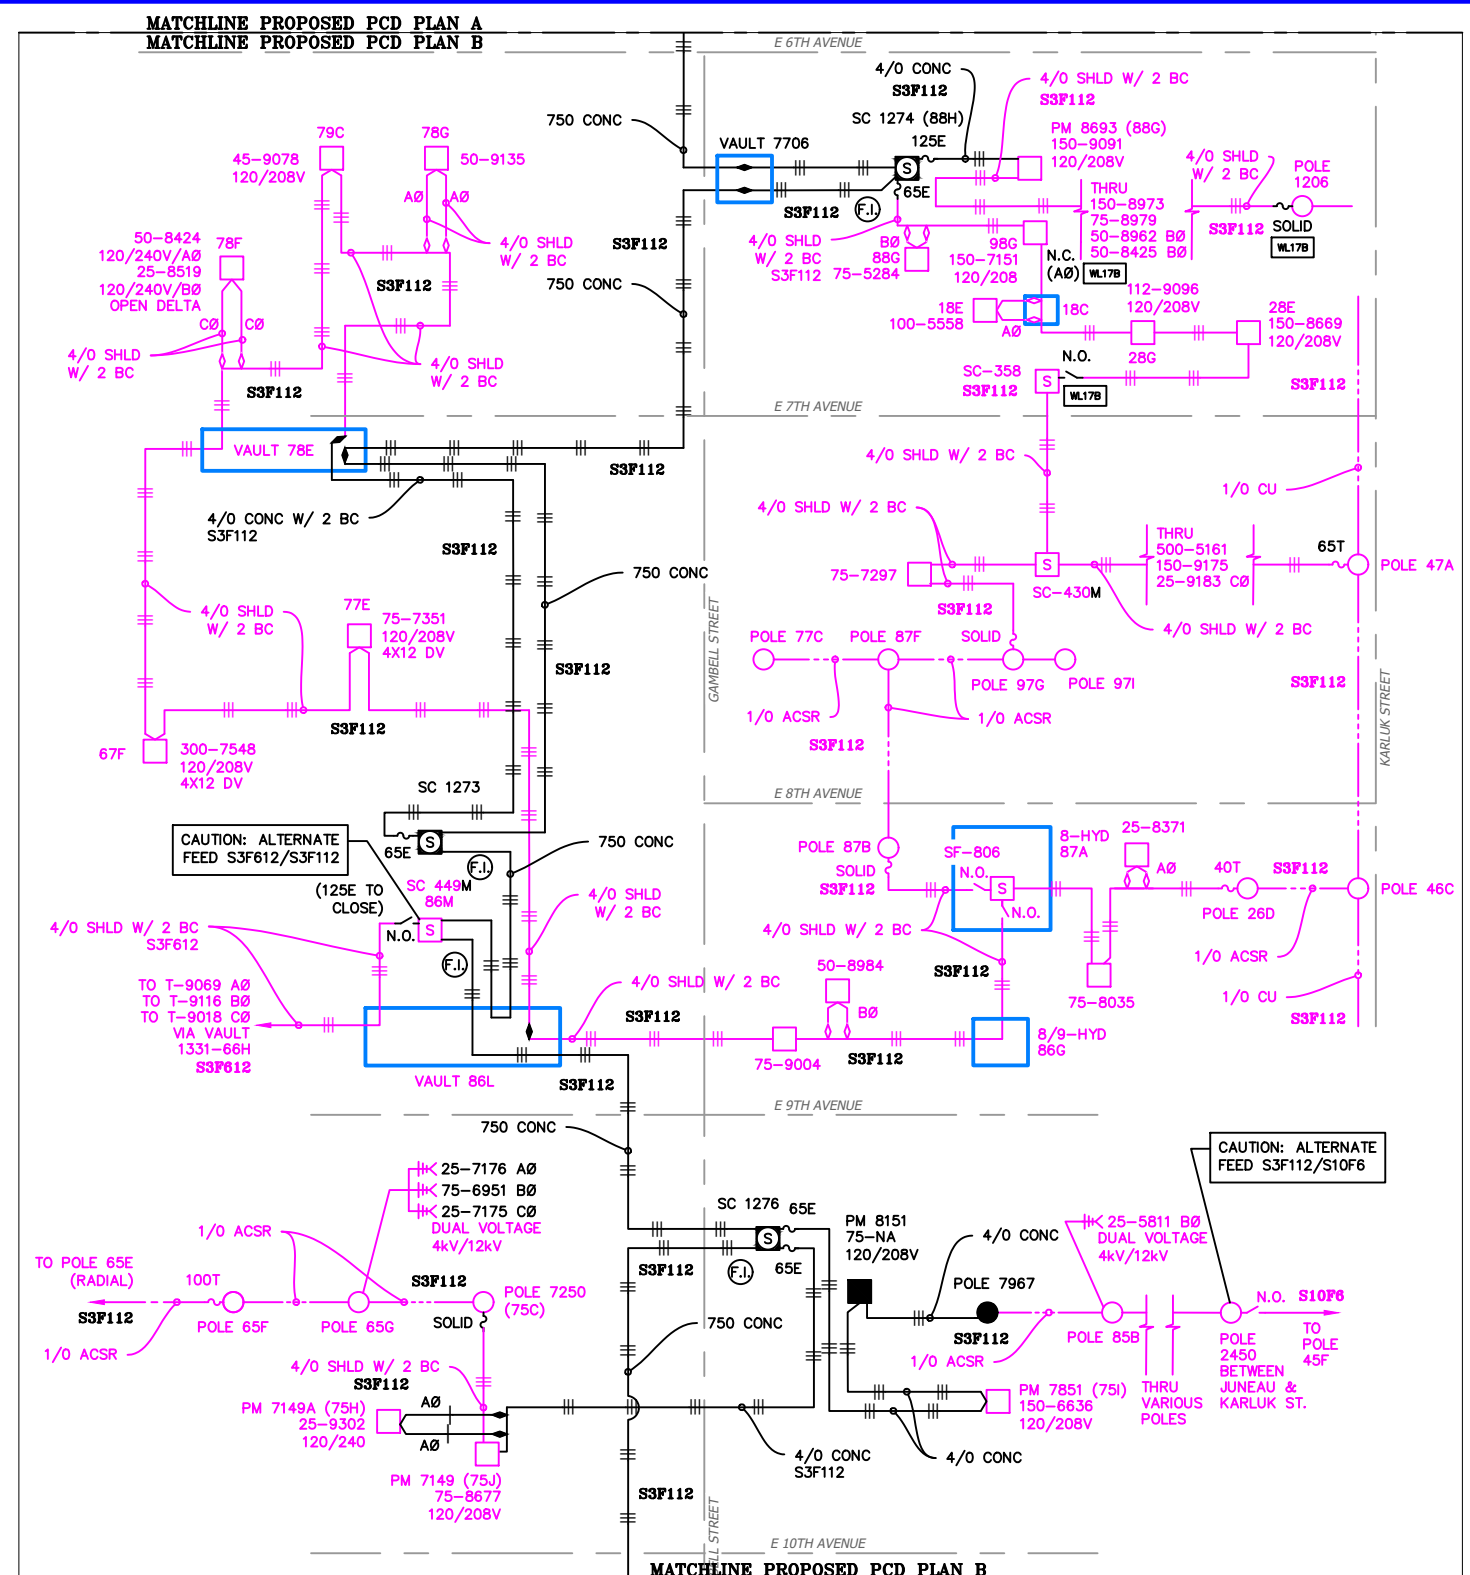 MATCHLINE PROPOSED PCD PLAN A
MATCHLINE PROPOSED PCD PLAN B
E 6TH AVENUE
4/0 CONC
S3F112
4/0 SHLD W/ 2 BC
S3F112
SC 1274 (88H)
125E
750 CONC
VAULT 7706
PM 8693 (88G)
150-9091
120/208V
4/0 SHLD
W/ 2 BC
POLE
1206
79C
45-9078
120/208V
78G
50-9135
AØ
AØ
S
65E
S3F112
F.I.
THRU
150-8973
75-8979
50-8962 BØ
50-8425 BØ
S3F112
SOLID
WL17B
50-8424
120/240V/AØ
25-8519
120/240V/BØ
OPEN DELTA
78F
4/0 SHLD
W/ 2 BC
S3F112
S3F112
750 CONC
4/0 SHLD
W/ 2 BC
S3F112
BØ
88G
75-5284
98G
150-7151
120/208
N.C.
(AØ)
WL17B
112-9096
120/208V
18E
100-5558
AØ
18C
28G
28E
150-8669
120/208V
CØ
CØ
4/0 SHLD
W/ 2 BC
4/0 SHLD
W/ 2 BC
S3F112
SC-358
S3F112
S
N.O.
WL17B
S3F112
E 7TH AVENUE
VAULT 78E
S3F112
4/0 SHLD W/ 2 BC
1/0 CU
4/0 CONC W/ 2 BC
S3F112
S3F112
4/0 SHLD W/ 2 BC
THRU
500-5161
150-9175
25-9183 CØ
65T
POLE 47A
750 CONC
75-7297
S
SC-430M
S3F112
4/0 SHLD W/ 2 BC
4/0 SHLD
W/ 2 BC
77E
75-7351
120/208V
4X12 DV
S3F112
GAMBELL STREET
POLE 77C
POLE 87F
SOLID
POLE 97G
POLE 97I
S3F112
KARLUK STREET
1/0 ACSR
1/0 ACSR
S3F112
S3F112
67F
300-7548
120/208V
4X12 DV
SC 1273
E 8TH AVENUE
CAUTION: ALTERNATE
FEED S3F612/S3F112
65E
S
F.I.
750 CONC
POLE 87B
SOLID
S3F112
SF-806
N.O.
S
N.O.
8-HYD
87A
25-8371
AØ
40T
POLE 26D
S3F112
POLE 46C
(125E TO
CLOSE)
SC 449M
86M
S
N.O.
F.I.
4/0 SHLD
W/ 2 BC
4/0 SHLD W/ 2 BC
S3F612
4/0 SHLD W/ 2 BC
S3F112
1/0 ACSR
TO T-9069 AØ
TO T-9116 BØ
TO T-9018 CØ
VIA VAULT
1331-66H
S3F612
4/0 SHLD W/ 2 BC
50-8984
BØ
75-8035
1/0 CU
S3F112
S3F112
8/9-HYD
86G
75-9004
S3F112
VAULT 86L
S3F112
E 9TH AVENUE
750 CONC
CAUTION: ALTERNATE
FEED S3F112/S10F6
25-7176 AØ
75-6951 BØ
25-7175 CØ
DUAL VOLTAGE
4kV/12kV
1/0 ACSR
SC 1276
65E
S
65E
F.I.
S3F112
PM 8151
75-NA
120/208V
4/0 CONC
25-5811 BØ
DUAL VOLTAGE
4kV/12kV
TO POLE 65E
(RADIAL)
S3F112
100T
POLE 65F
POLE 65G
S3F112
POLE 7250
(75C)
SOLID
1/0 ACSR
POLE 7967
S3F112
1/0 ACSR
POLE 85B
N.O.
S10F6
TO
POLE
45F
POLE
2450
BETWEEN
JUNEAU &
KARLUK ST.
THRU
VARIOUS
POLES
750 CONC
4/0 SHLD W/ 2 BC
S3F112
PM 7149A (75H)
25-9302
120/240
AØ
AØ
PM 7851 (75I)
150-6636
120/208V
4/0 CONC
S3F112
4/0 CONC
PM 7149 (75J)
75-8677
120/208V
S3F112
ELL STREET
E 10TH AVENUE
MATCHLINE PROPOSED PCD PLAN B